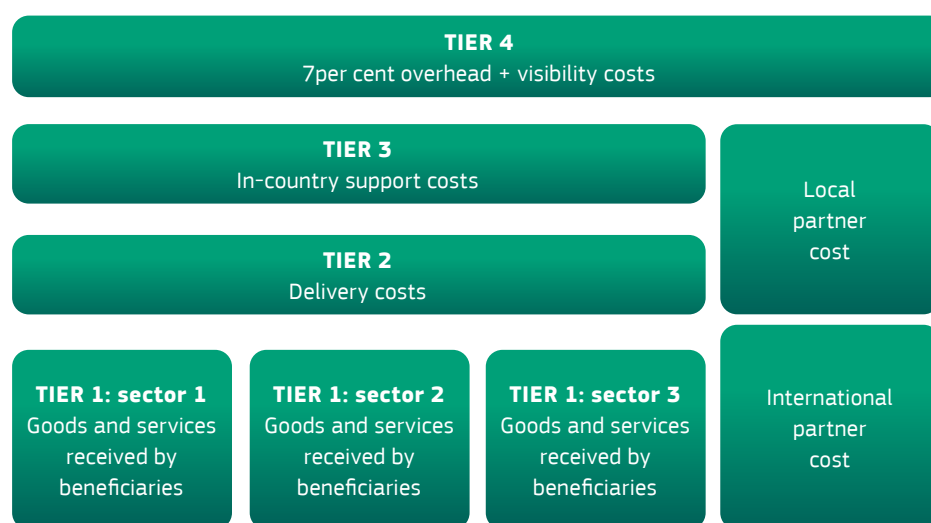 TIER 4
7per cent overhead + visibility costs
TIER 3
In-country support costs
Local
partner
cost
TIER 2
Delivery costs
TIER 1: sector 1
Goods and services
received by
beneficiaries
TIER 1: sector 2
Goods and services
received by
beneficiaries
TIER 1: sector 3
Goods and services
received by
beneficiaries
International
partner
cost